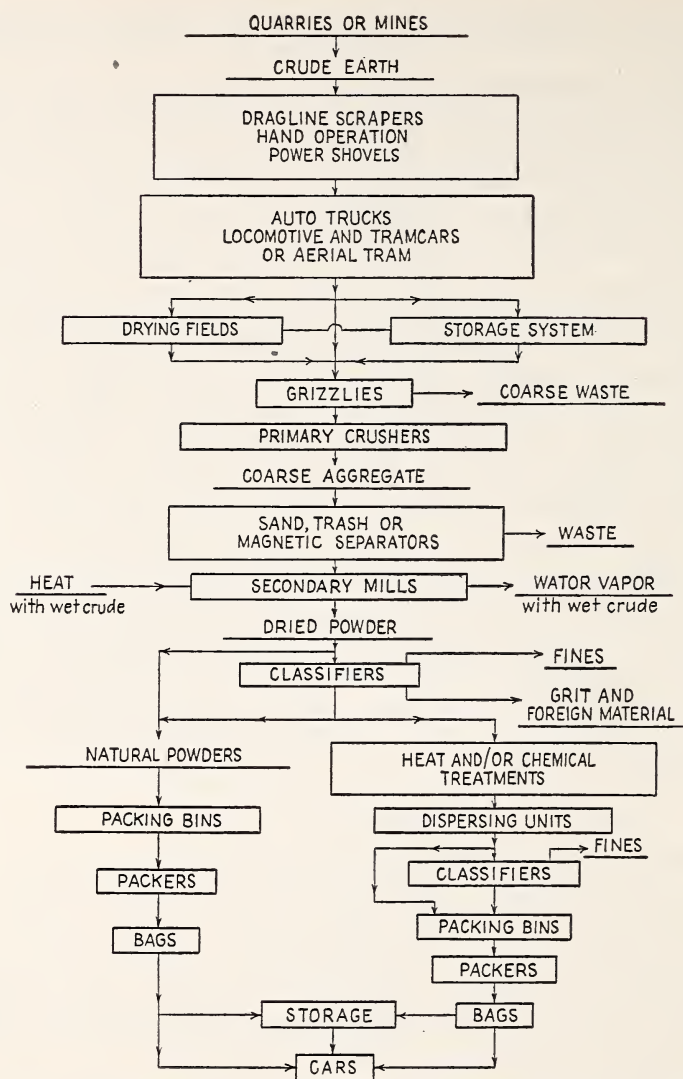 QUARRIES OR MINES
CRUDE EARTH
DRAGLINE SCRAPERS
HAND OPERATION
POWER SHOVELS
AUTO TRUCKS
LOCOMOTIVE AND TRAMCARS
OR AERIAL TRAM
DRYING FIELDS
STORAGE SYSTEM
GRIZZLIES
COARSE WASTE
PRIMARY CRUSHERS
COARSE AGGREGATE
SAND, TRASH OR
MAGNETIC SEPARATORS
WASTE
HEAT
with wet crude
SECONDARY MILLS
WATOR VAPOR
with wet crude
DRIED POWDER
CLASSIFIERS
FINES
GRIT AND
FOREIGN MATERIAL
NATURAL POWDERS
HEAT AND/OR CHEMICAL
TREATMENTS
PACKING BINS
DISPERSING UNITS
FINES
CLASSIFIERS
PACKERS
PACKING BINS
BAGS
PACKERS
STORAGE
BAGS
CARS